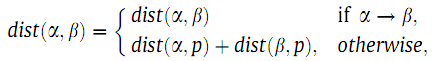 dist(α, β) = { dist(α, β) if α → β,
dist(α, p) + dist(β, p), otherwise,